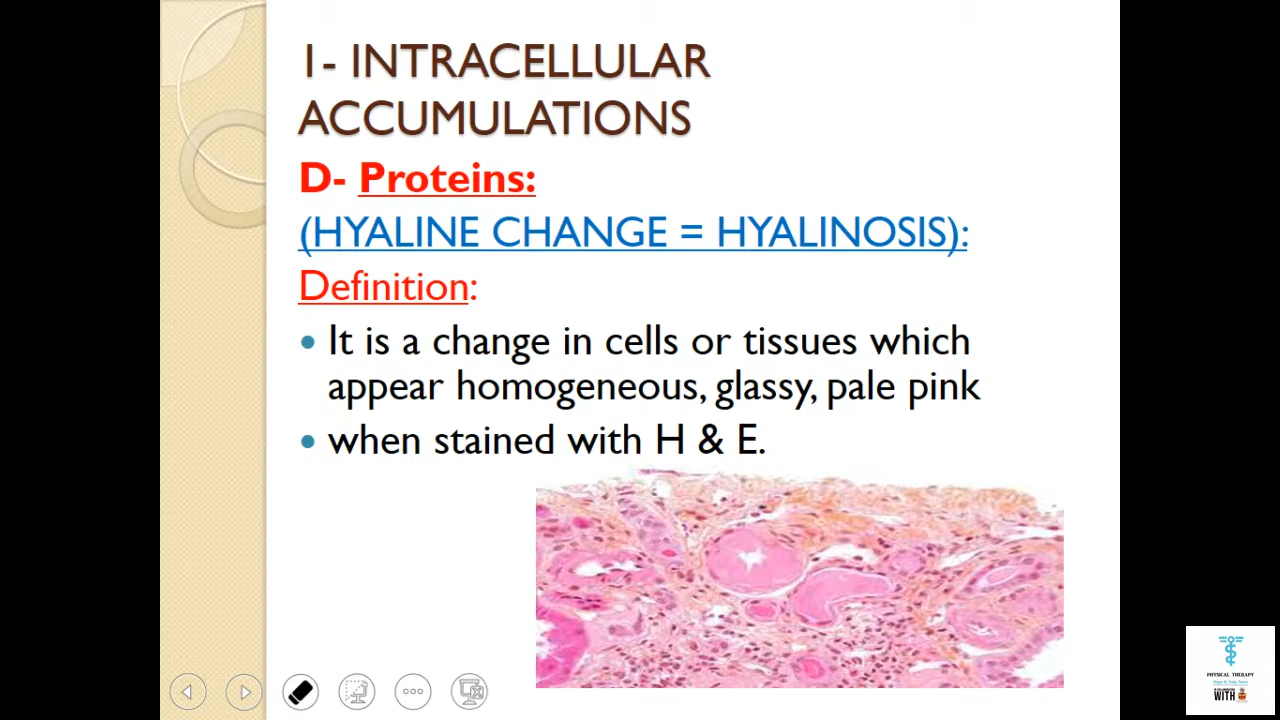 1- INTRACELLULAR
ACCUMULATIONS
D- Proteins:
(HYALINE CHANGE = HYALINOSIS):
Definition:
• It is a change in cells or tissues which
appear homogeneous, glassy, pale pink
• when stained with H & E.
PHYSICAL THERAPY
WITH